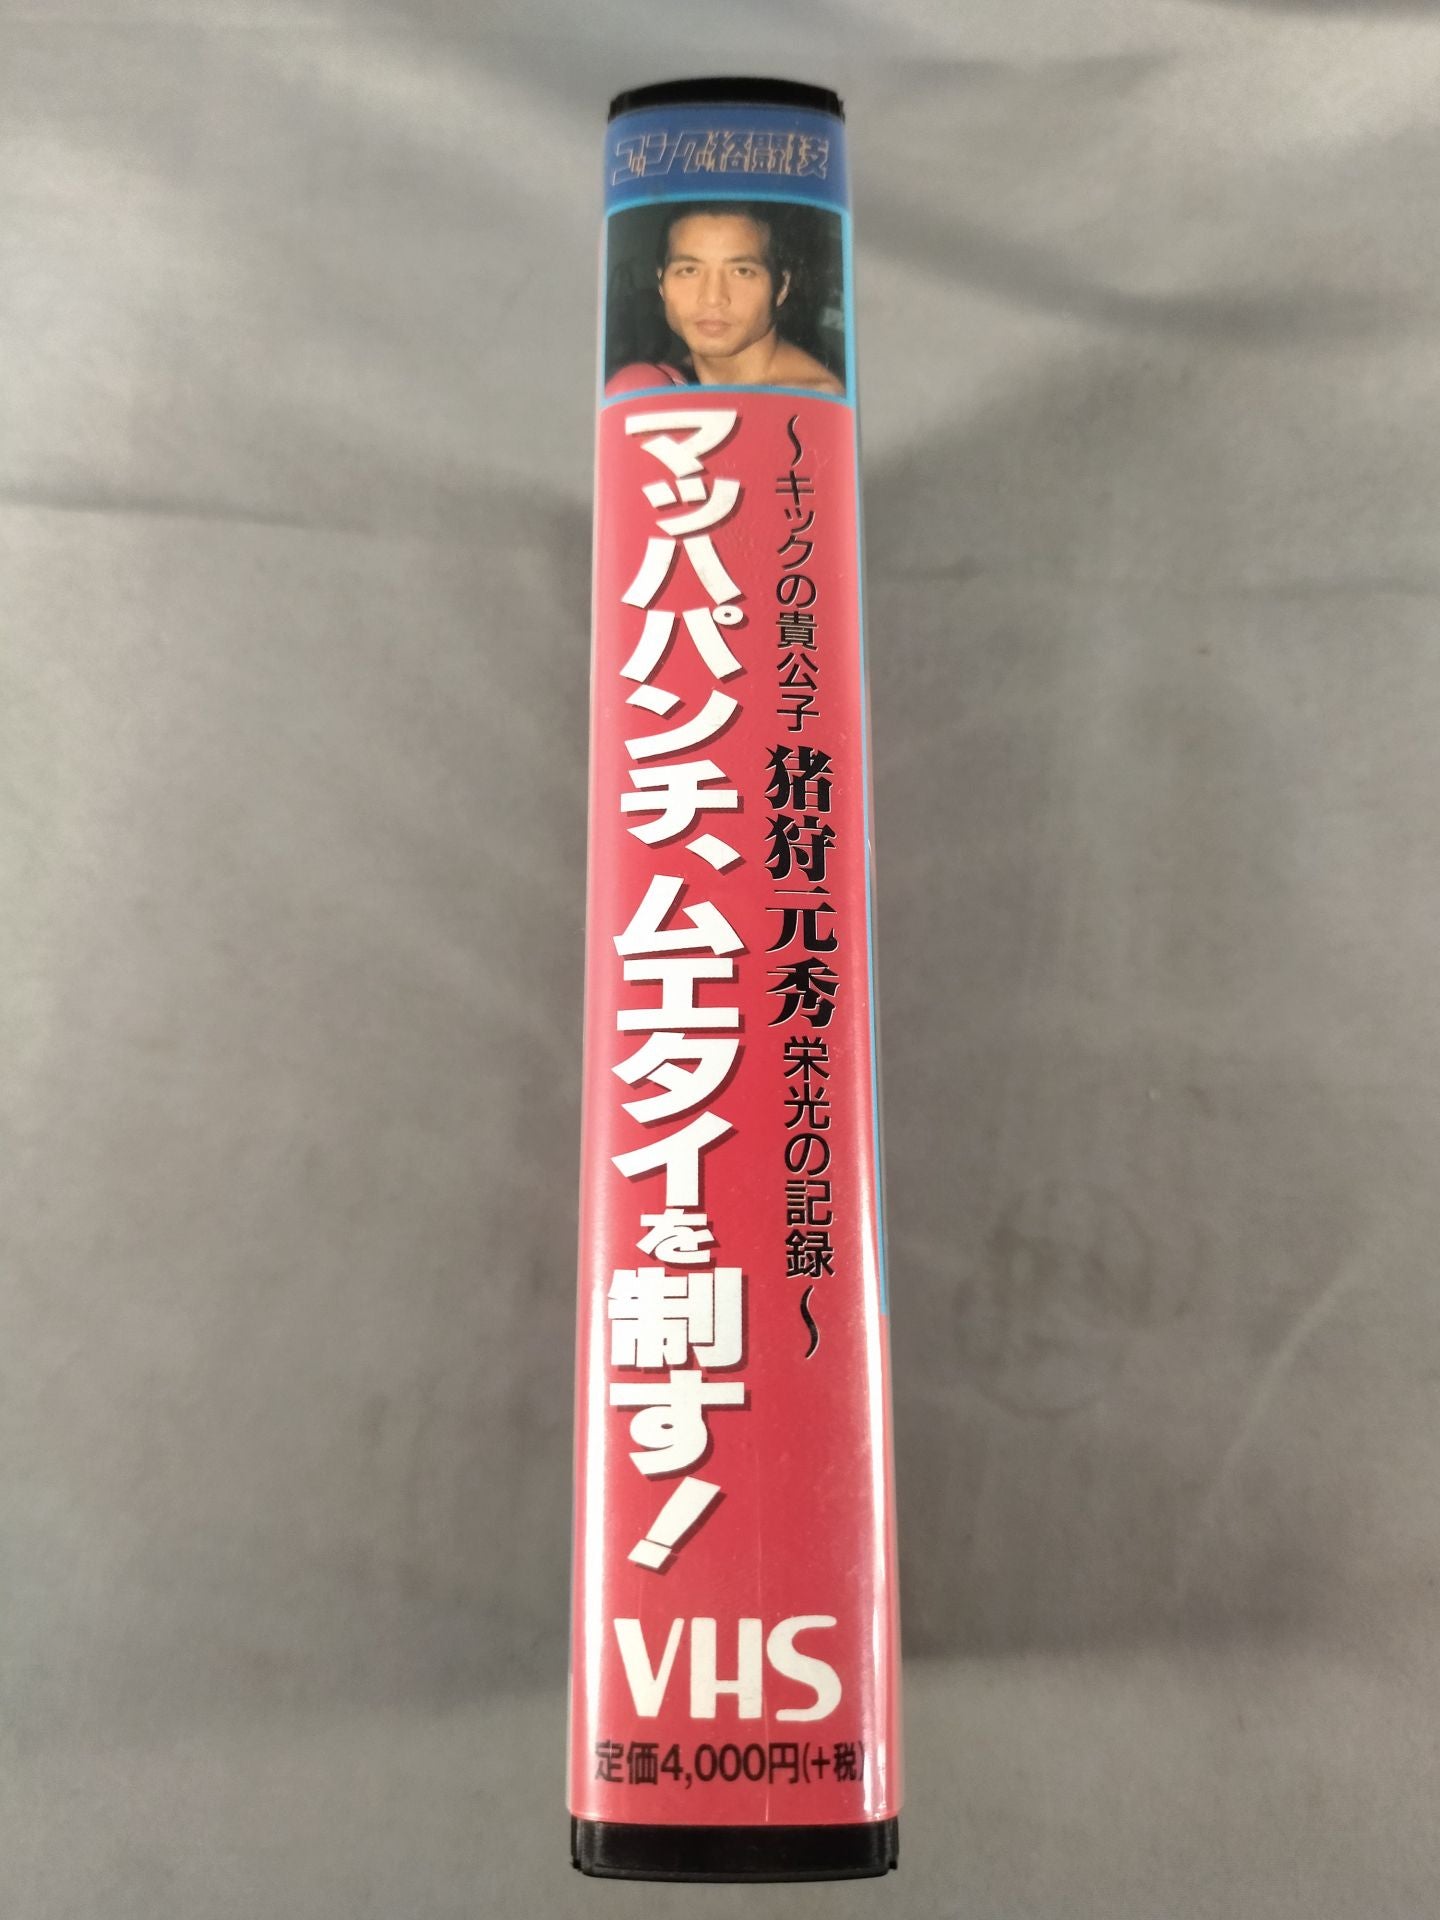 ゴング格闘技
～キックの貴公子 猪狩元秀 栄光の記録～
マッハパンチ、ムエタイを制す！
VHS
定価4,000円(+税)